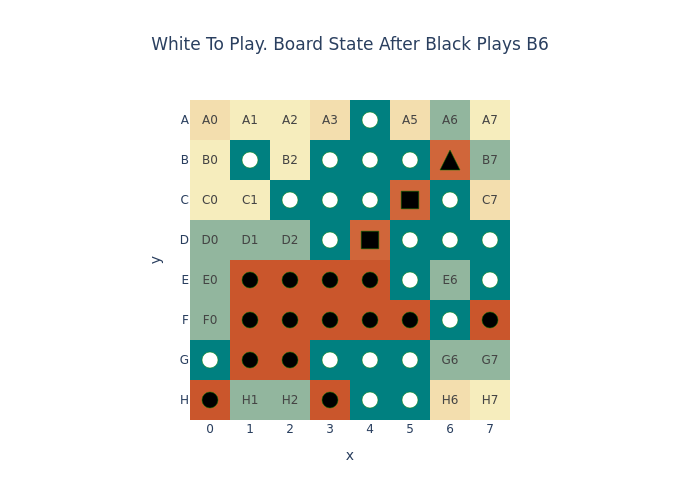 White To Play. Board State After Black Plays B6
A A0 A1 A2 A3 A5 A6 A7
B B0 B2 B7
C C0 C1 C7
D D0 D1 D2
y
E E0 E6
F F0
G G6 G7
H H1 H2 H6 H7
0 1 2 3 4 5 6 7
x